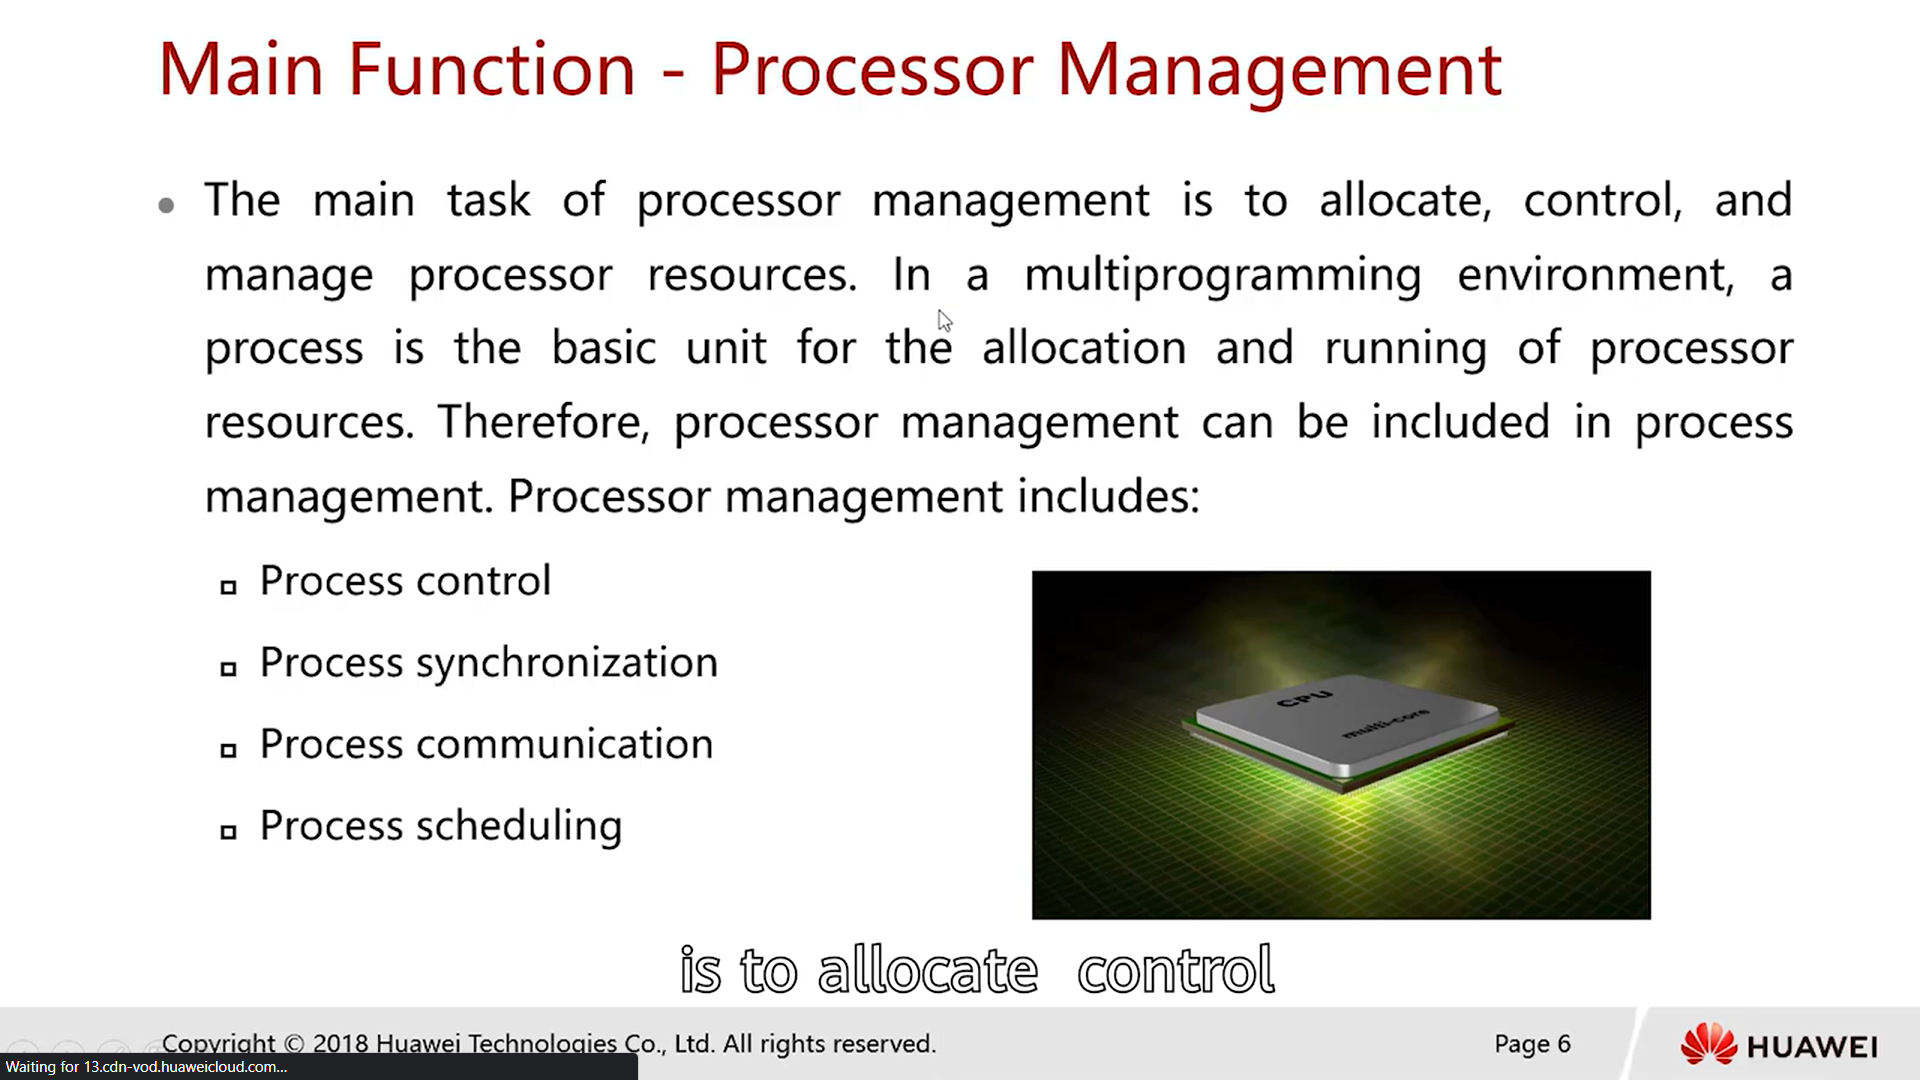 Main Function - Processor Management
The main task of processor management is to allocate, control, and
manage processor resources. In a multiprogramming environment, a
process is the basic unit for the allocation and running of processor
resources. Therefore, processor management can be included in process
management. Processor management includes:
Process control
Process synchronization
Process communication
Process scheduling
CPU
multi-core
is to allocate control
Copyright © 2018 Huawei Technologies Co., Ltd. All rights reserved.
Page 6
HUAWEI
Waiting for 13.cdn-vod.huaweicloud.com...